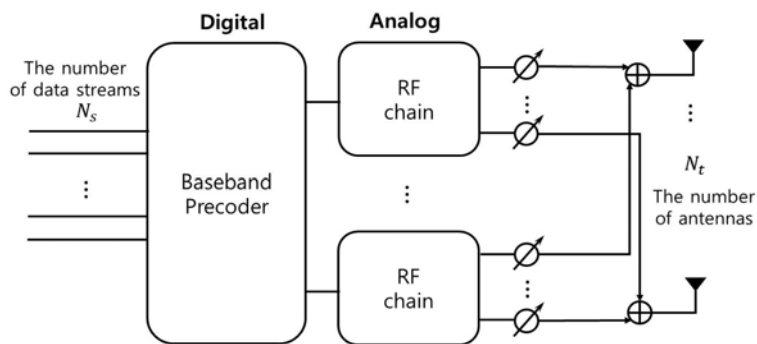 Digital
Analog
The number
of data streams
N_s
⋮
Baseband
Precoder
RF
chain
⋮
RF
chain
⋮
⋮
⋮
N_t
The number
of antennas